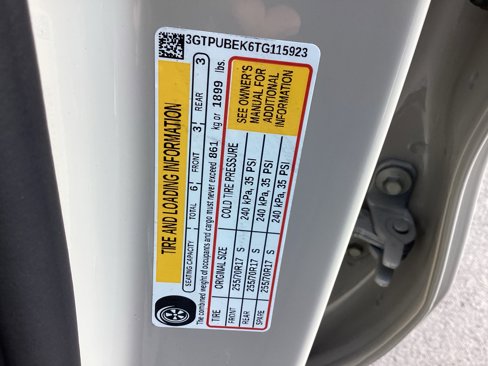 3GTPUBEK6TG115923
TIRE AND LOADING INFORMATION
SEATING CAPACITY TOTAL 6 FRONT 3 REAR 3
The combined weight of occupants and cargo must never exceed 861 kg or 1899 lbs.
TIRE ORIGINAL SIZE COLD TIRE PRESSURE
FRONT 255/70R17 S 240 kPa, 35 PSI
REAR 255/70R17 S 240 kPa, 35 PSI
SPARE 255/70R17 S 240 kPa, 35 PSI
SEE OWNER'S
MANUAL FOR
ADDITIONAL
INFORMATION